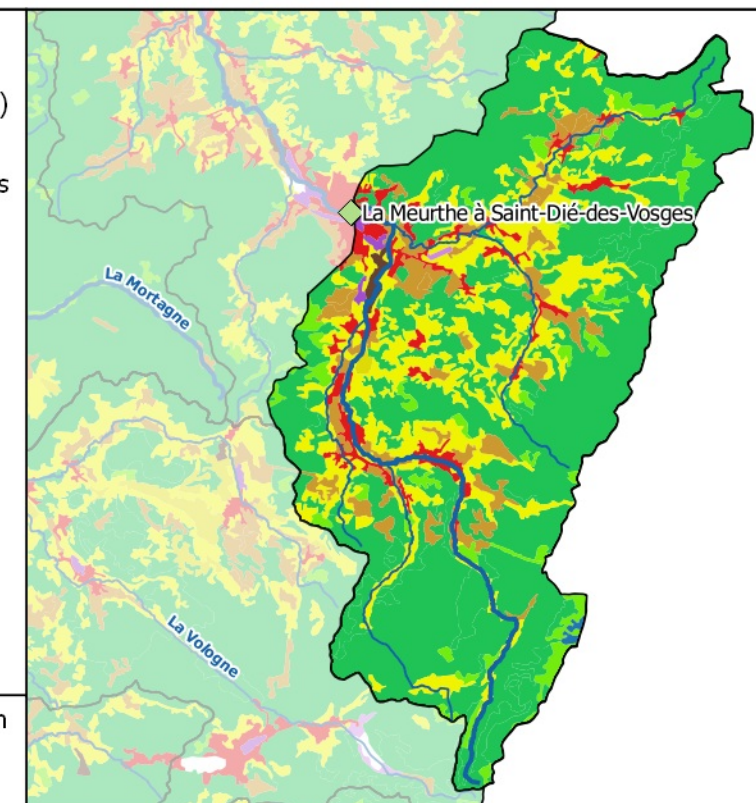 )
s
La Meurthe à Saint-Dié-des-Vosges
La Mortagne
La Vologne
n